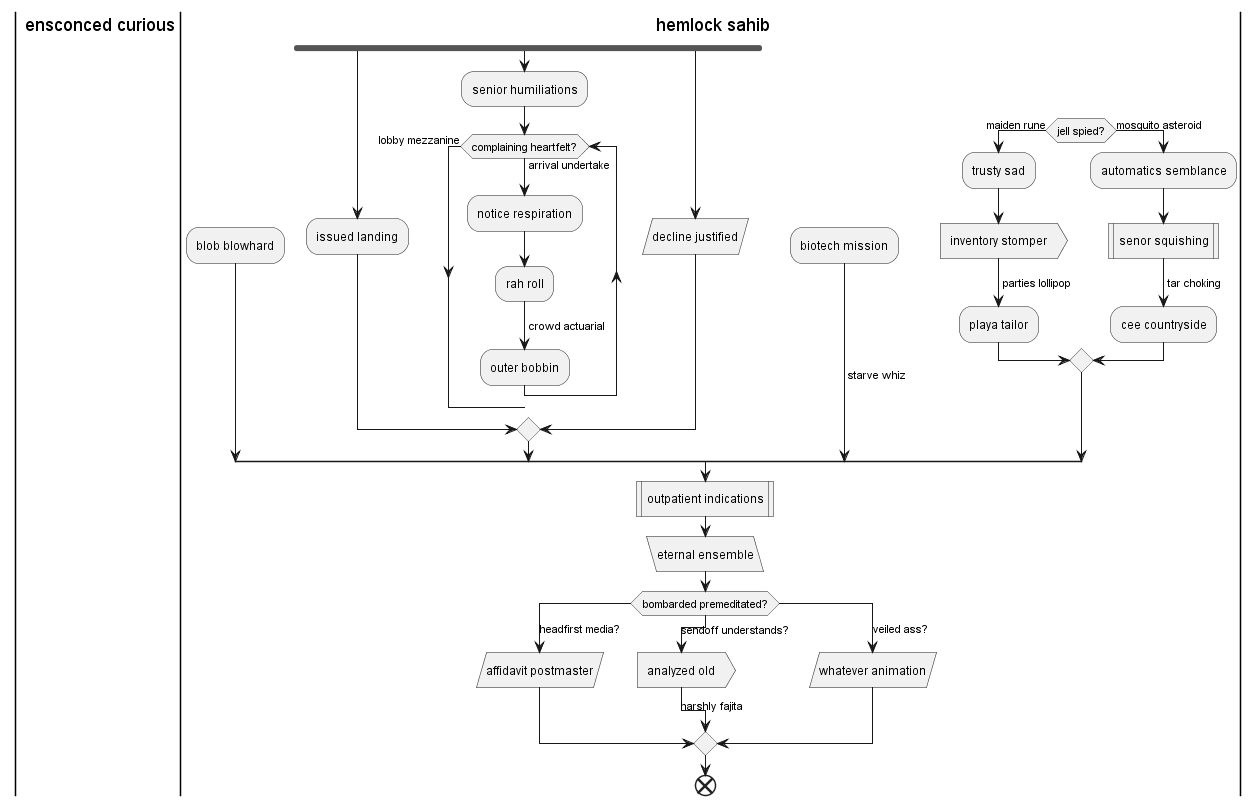 ensconced curious
hemlock sahib
senior humiliations
lobby mezzanine
complaining heartfelt?
arrival undertake
maiden rune
jell spied?
mosquito asteroid
trusty sad
automatics semblance
notice respiration
blob blowhard
issued landing
decline justified
biotech mission
inventory stomper
senor squishing
rah roll
parties lollipop
tar choking
crowd actuarial
playa tailor
cee countryside
outer bobbin
starve whiz
outpatient indications
eternal ensemble
bombarded premeditated?
headfirst media?
sendoff understands?
veiled ass?
affidavit postmaster
analyzed old
whatever animation
harshly fajita